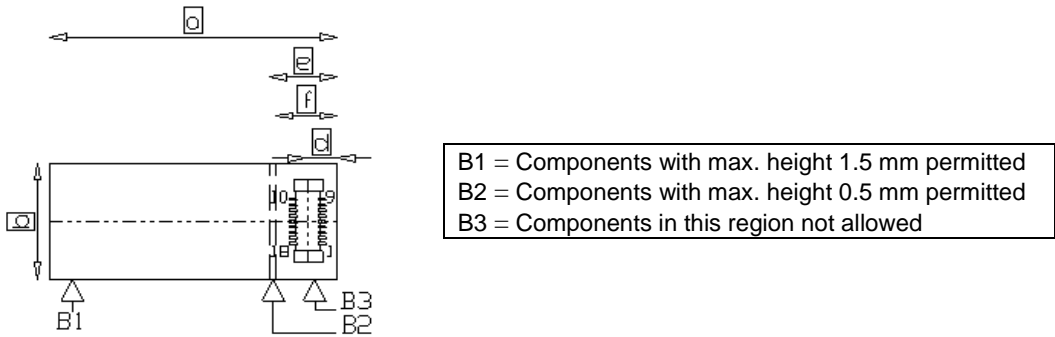 a
e
f
d
b
10 9
18 1
B1
B3
B2
B1 = Components with max. height 1.5 mm permitted
B2 = Components with max. height 0.5 mm permitted
B3 = Components in this region not allowed